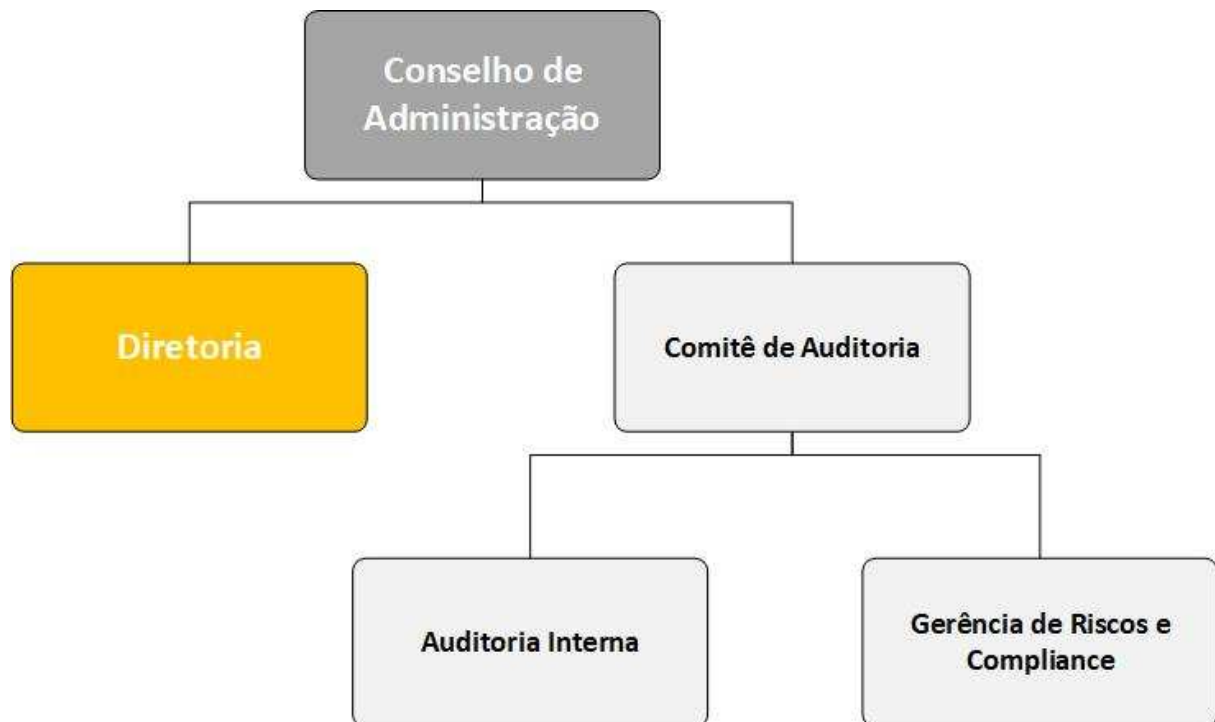 Conselho de
Administração
Diretoria
Comitê de Auditoria
Auditoria Interna
Gerência de Riscos e
Compliance